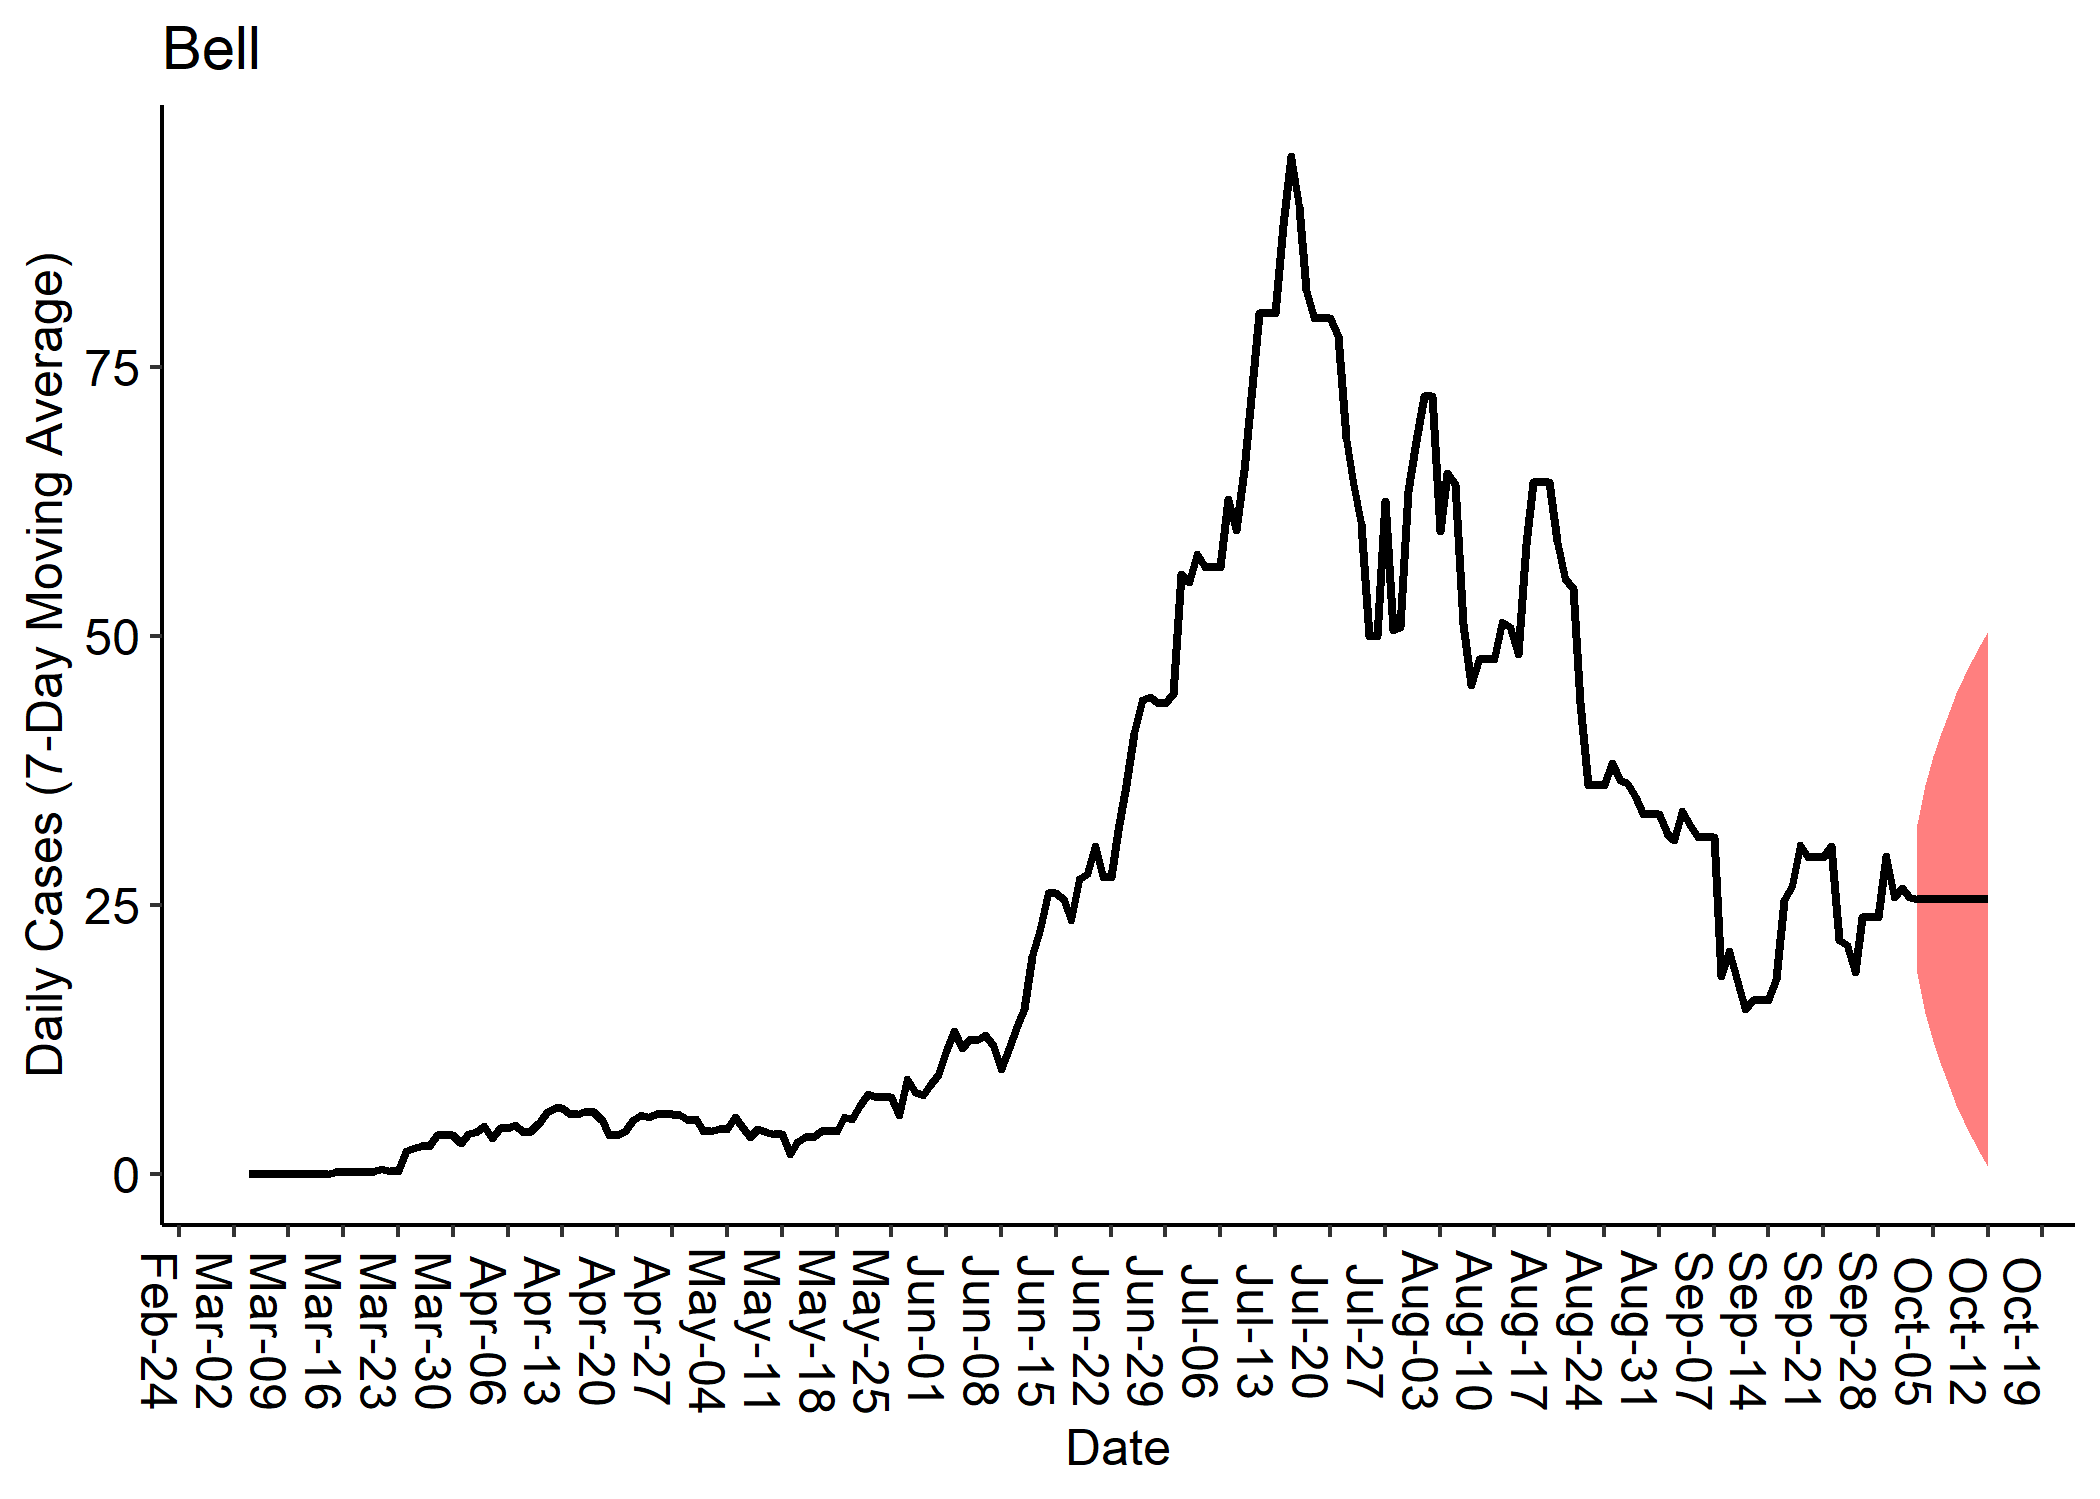 Bell
Daily Cases (7-Day Moving Average)
75
50
25
0
Feb-24
Mar-02
Mar-09
Mar-16
Mar-23
Mar-30
Apr-06
Apr-13
Apr-20
Apr-27
May-04
May-11
May-18
May-25
Jun-01
Jun-08
Jun-15
Jun-22
Jun-29
Jul-06
Jul-13
Jul-20
Jul-27
Aug-03
Aug-10
Aug-17
Aug-24
Aug-31
Sep-07
Sep-14
Sep-21
Sep-28
Oct-05
Oct-12
Oct-19
Date